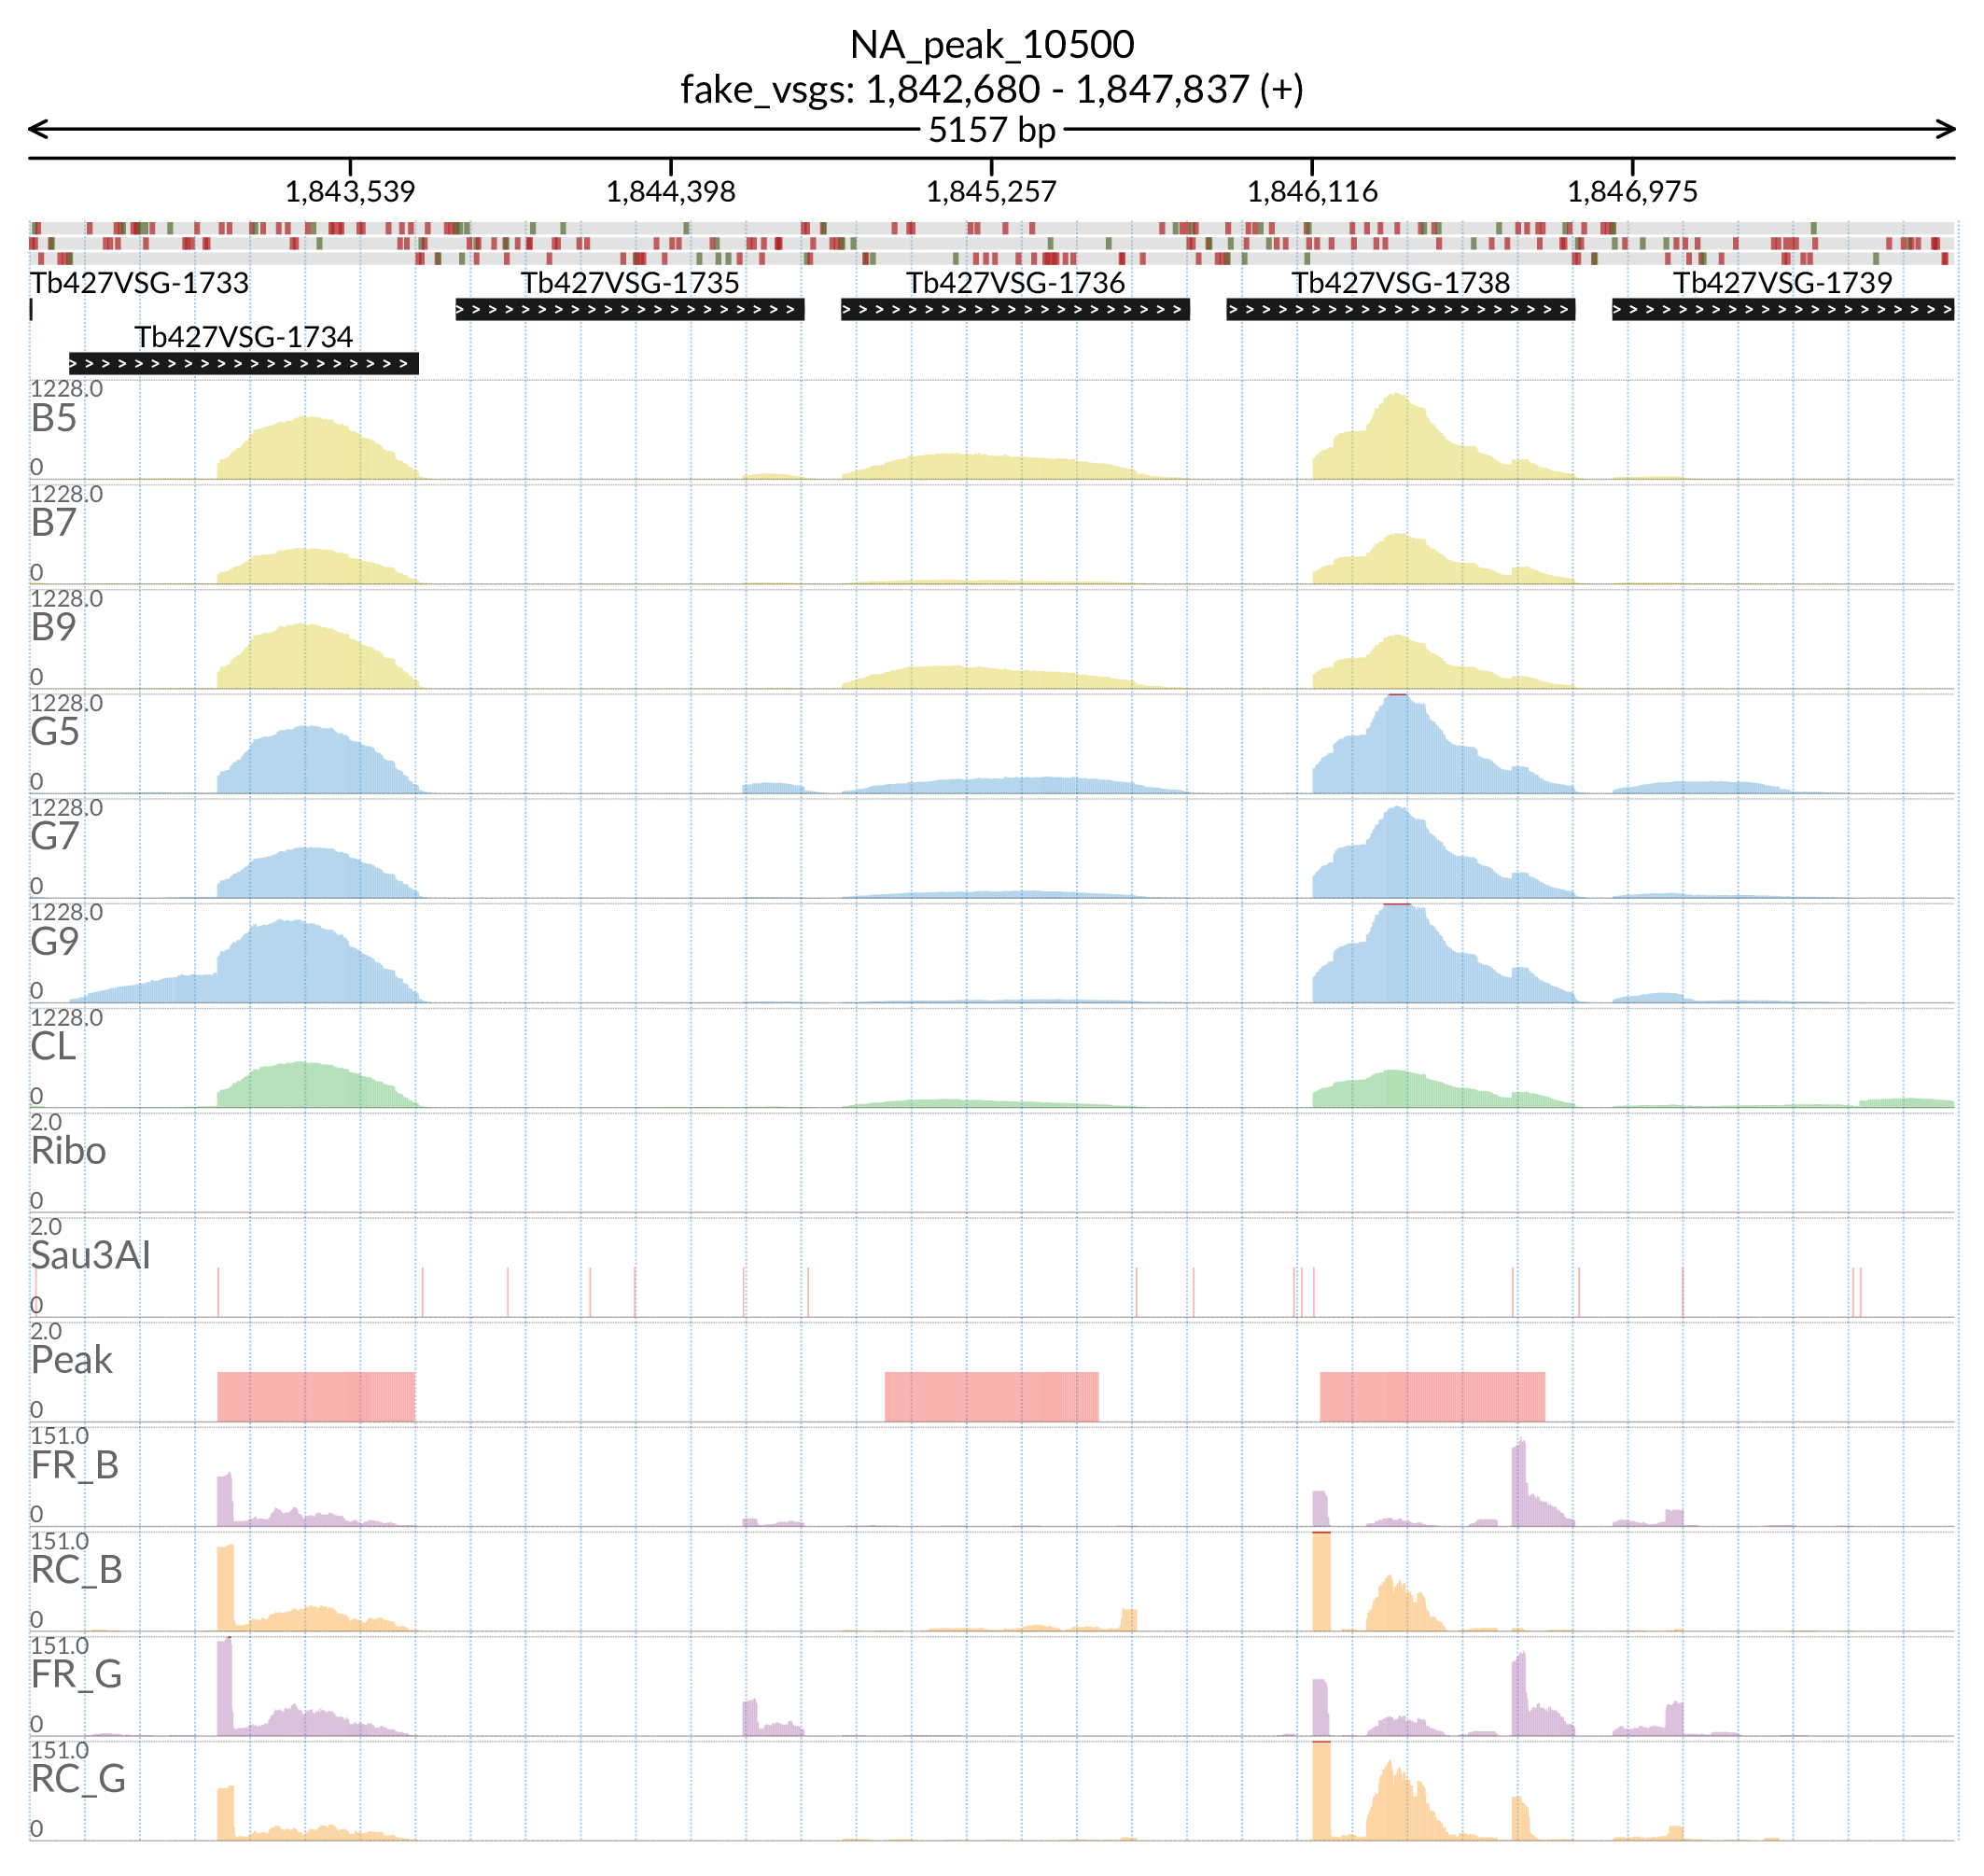 NA_peak_10500
fake_vsgs: 1,842,680 - 1,847,837 (+)
5157 bp
1,843,539 1,844,398 1,845,257 1,846,116 1,846,975
Tb427VSG-1733 Tb427VSG-1735 Tb427VSG-1736 Tb427VSG-1738 Tb427VSG-1739
Tb427VSG-1734
1228.0
B5
0
1228.0
B7
0
1228.0
B9
0
1228.0
G5
0
1228.0
G7
0
1228.0
G9
0
1228.0
CL
0
2.0
Ribo
0
2.0
Sau3AI
0
2.0
Peak
0
151.0
FR_B
0
151.0
RC_B
0
151.0
FR_G
0
151.0
RC_G
0